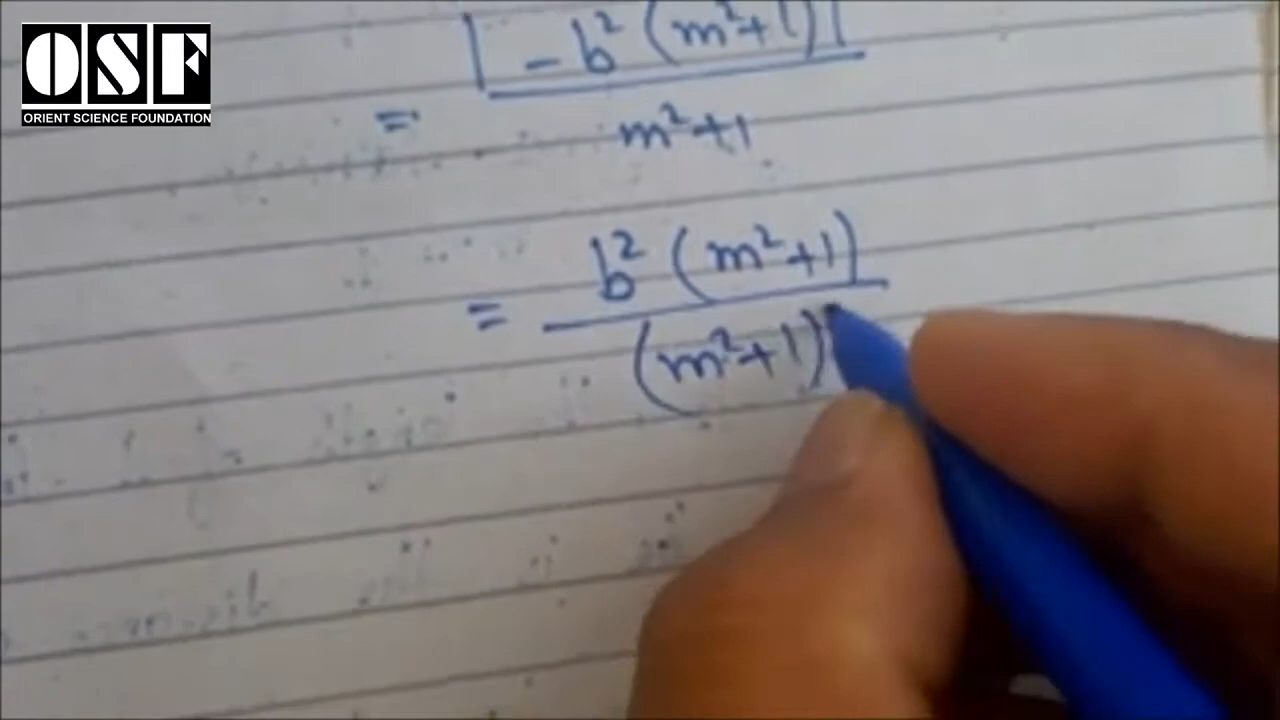 OSF
ORIENT SCIENCE FOUNDATION
- b² (m²+1)
=
m²+1
= b² (m²+1)
(m²+1)